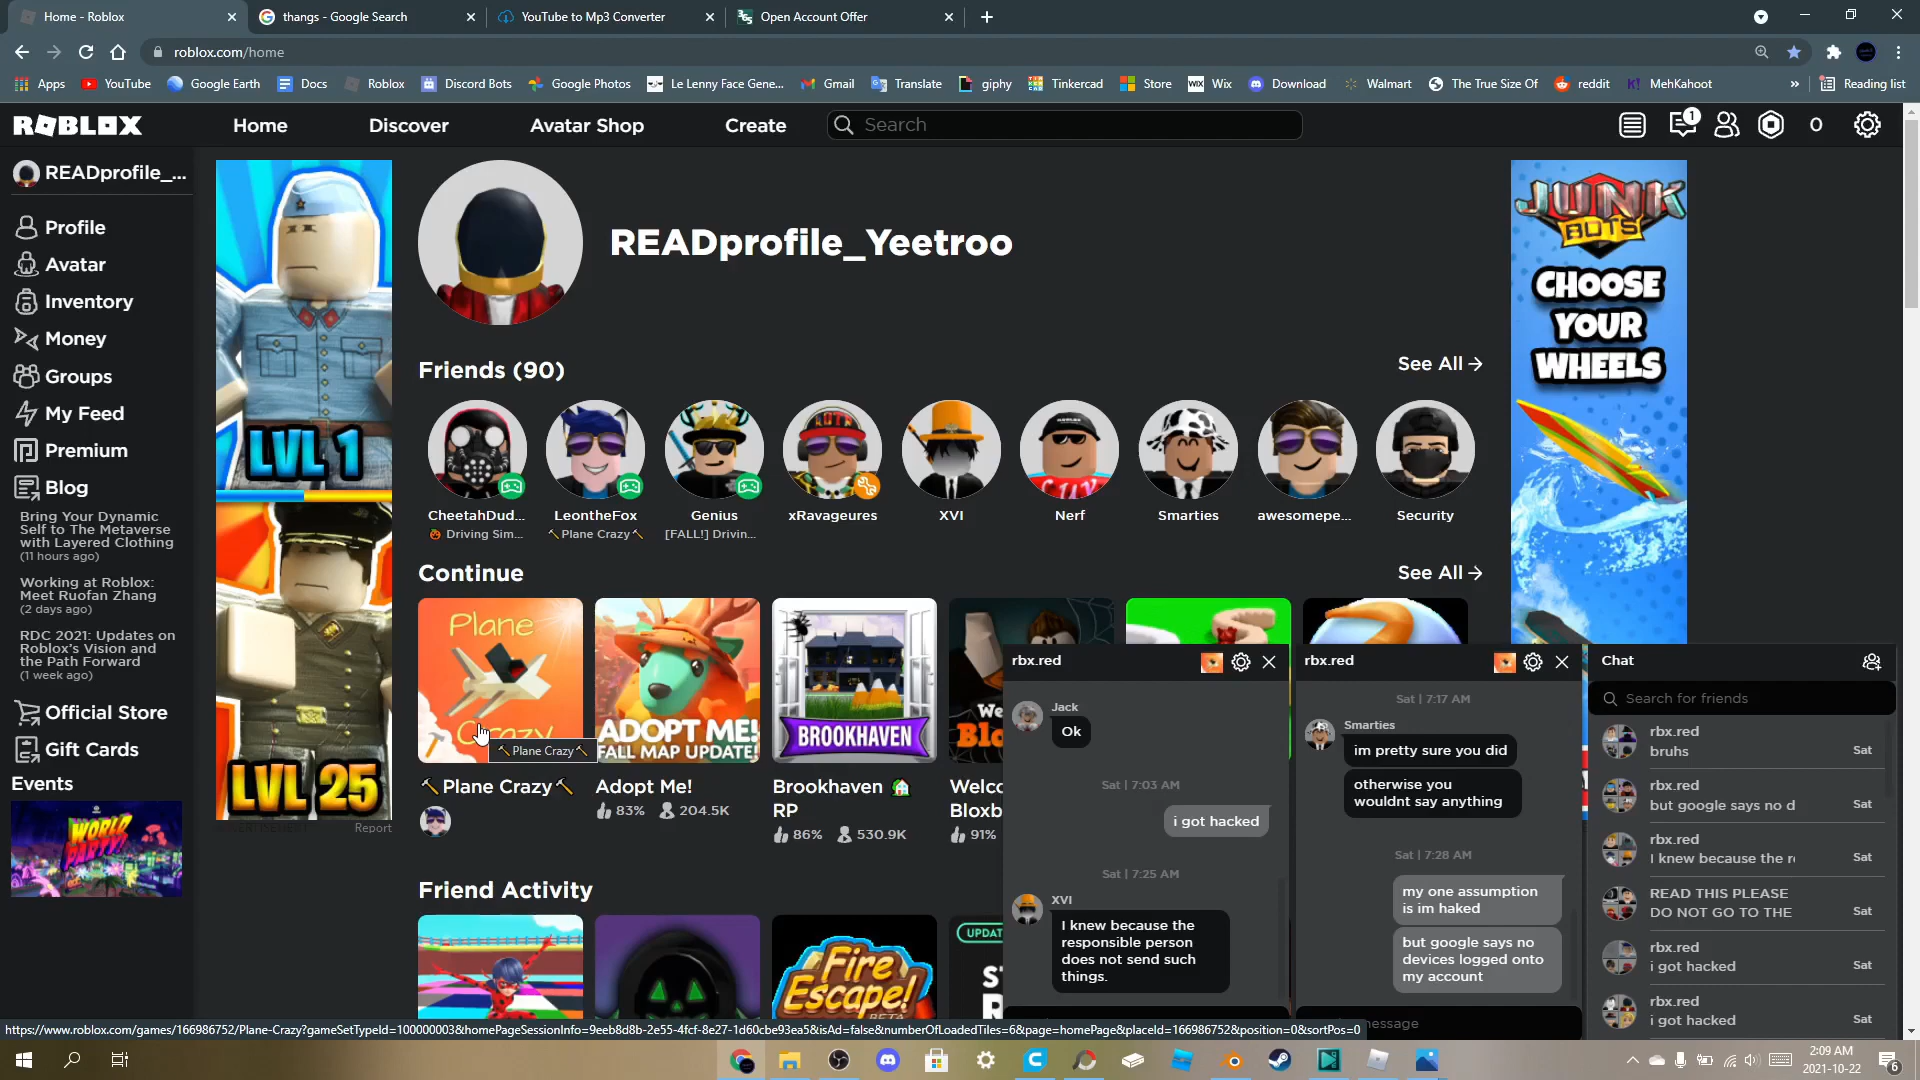 Home - Roblox
thangs - Google Search
YouTube to Mp3 Converter
Open Account Offer
roblox.com/home
Apps
YouTube
Google Earth
Docs
Roblox
Discord Bots
Google Photos
Le Lenny Face Gene...
Gmail
Translate
giphy
Tinkercad
Store
Wix
Download
Walmart
The True Size Of
reddit
MehKahoot
»
Reading list
ROBLOX
Home
Discover
Avatar Shop
Create
Search
1
0
READprofile_...
Profile
Avatar
Inventory
Money
Groups
My Feed
Premium
Blog
Bring Your Dynamic
Self to The Metaverse
with Layered Clothing
(11 hours ago)
Working at Roblox:
Meet Ruofan Zhang
(2 days ago)
RDC 2021: Updates on
Roblox's Vision and
the Path Forward
(1 week ago)
Official Store
Gift Cards
Events
WORLD
PARTY!
LVL 1
LVL 25
ADVERTISEMENT
Report
READprofile_Yeetroo
Friends (90)
See All
CheetahDud...
Driving Sim...
LeontheFox
Plane Crazy
Genius
[FALL!] Drivin...
xRavageures
XVI
Nerf
Smarties
awesomepe...
Security
Continue
See All
Plane
Crazy
Plane Crazy
ADOPT ME!
FALL MAP UPDATE!
BROOKHAVEN
We
Blo
Plane Crazy
Adopt Me!
83% 204.5K
Brookhaven
RP
86% 530.9K
Welco
Bloxb
91%
Friend Activity
Fire
Escape!
BETA
UPDAT
ST
R
JUNK
BOTS
CHOOSE
YOUR
WHEELS
rbx.red
Jack
Ok
Sat | 7:03 AM
i got hacked
Sat | 7:25 AM
XVI
I knew because the
responsible person
does not send such
things.
rbx.red
Sat | 7:17 AM
Smarties
im pretty sure you did
otherwise you
wouldnt say anything
Sat | 7:28 AM
my one assumption
is im haked
but google says no
devices logged onto
my account
message
Chat
Search for friends
rbx.red
bruhs
Sat
rbx.red
but google says no d
Sat
rbx.red
I knew because the re
Sat
READ THIS PLEASE
DO NOT GO TO THE
Sat
rbx.red
i got hacked
Sat
rbx.red
i got hacked
Sat
https://www.roblox.com/games/166986752/Plane-Crazy?gameSetTypeId=100000003&homePageSessionInfo=9eeb8d8b-2e55-4fcf-8e27-1d60cbe93ea5&isAd=false&numberOfLoadedTiles=6&page=homePage&placeId=166986752&position=0&sortPos=0
2:09 AM
2021-10-22
6